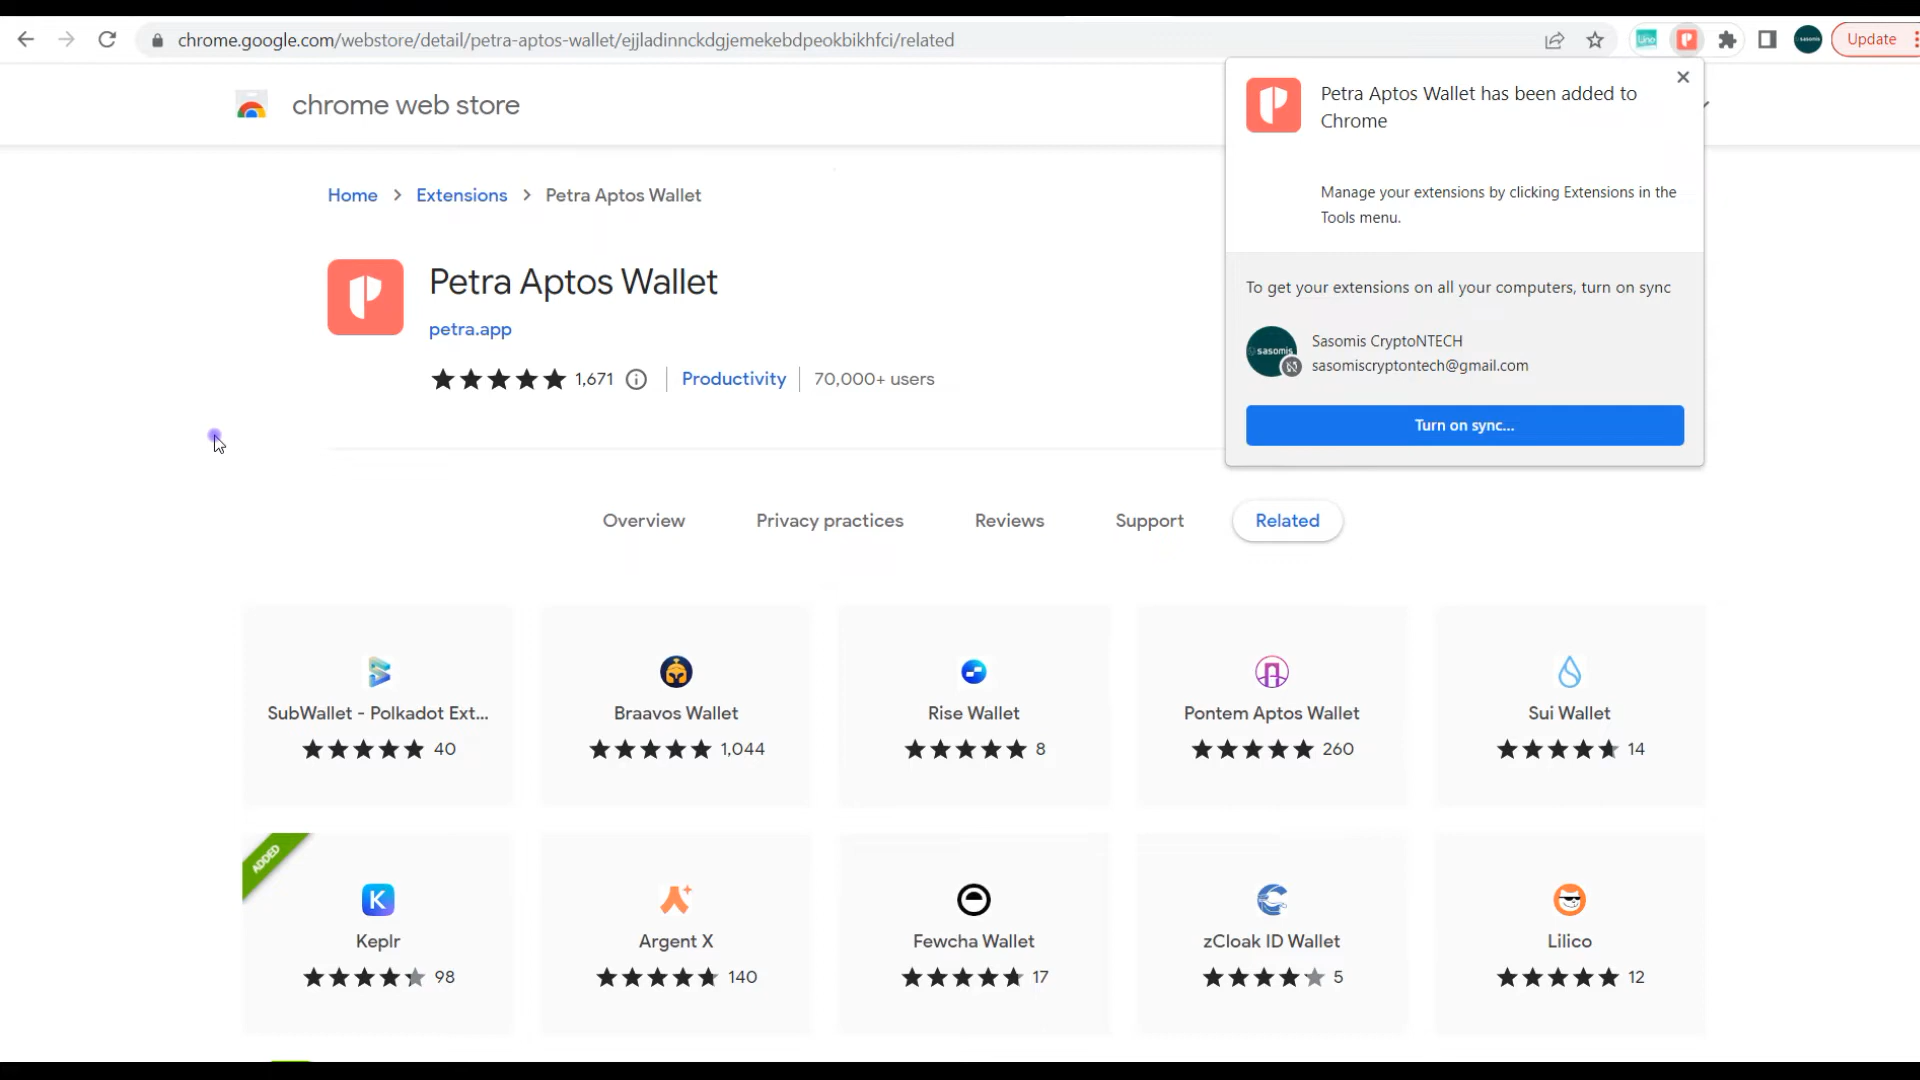 chrome.google.com/webstore/detail/petra-aptos-wallet/ejjladinnckdgjemekebdpeokbikhfci/related
Uno
sasomis
Update
chrome web store
Petra Aptos Wallet has been added to
Chrome
Manage your extensions by clicking Extensions in the
Tools menu.
To get your extensions on all your computers, turn on sync
sasomis
Sasomis CryptoNTECH
sasomiscryptontech@gmail.com
Turn on sync...
Home > Extensions > Petra Aptos Wallet
Petra Aptos Wallet
petra.app
1,671 Productivity 70,000+ users
Overview Privacy practices Reviews Support Related
SubWallet - Polkadot Ext... Braavos Wallet Rise Wallet Pontem Aptos Wallet Sui Wallet
40 1,044 8 260 14
ADDED
K
Keplr Argent X Fewcha Wallet zCloak ID Wallet Lilico
98 140 17 5 12